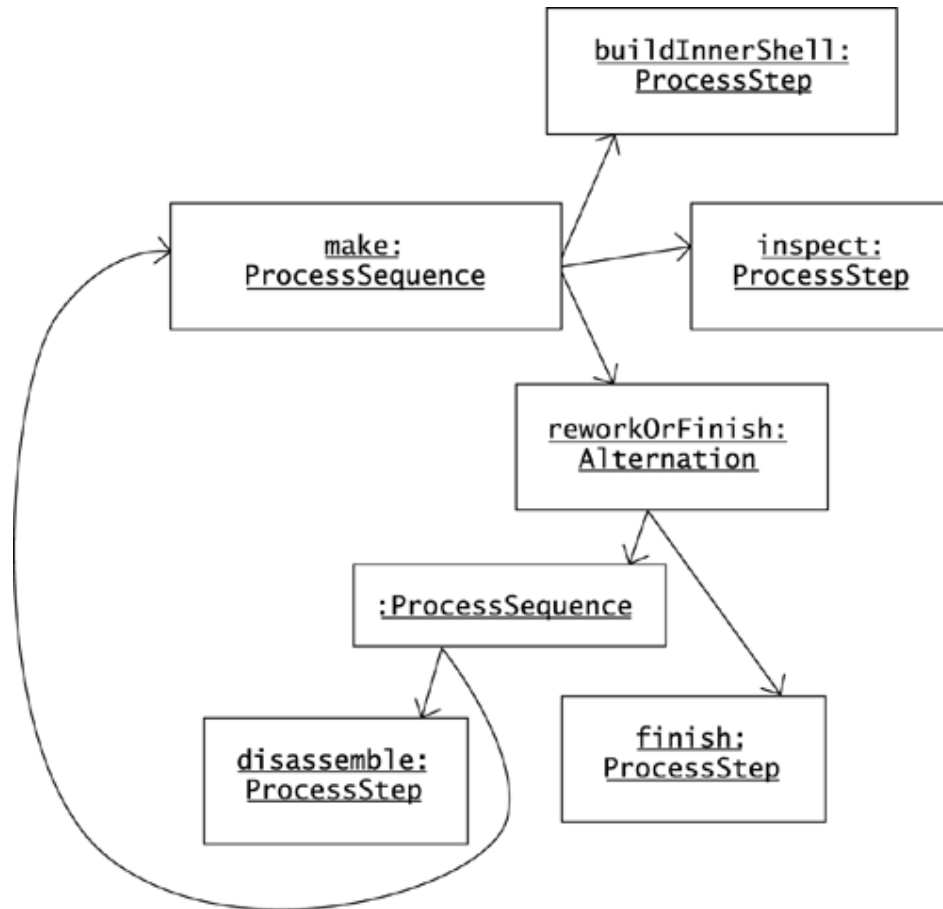 buildInnerShell:
ProcessStep
make:
ProcessSequence
inspect:
ProcessStep
reworkOrFinish:
Alternation
:ProcessSequence
disassemble:
ProcessStep
finish:
ProcessStep